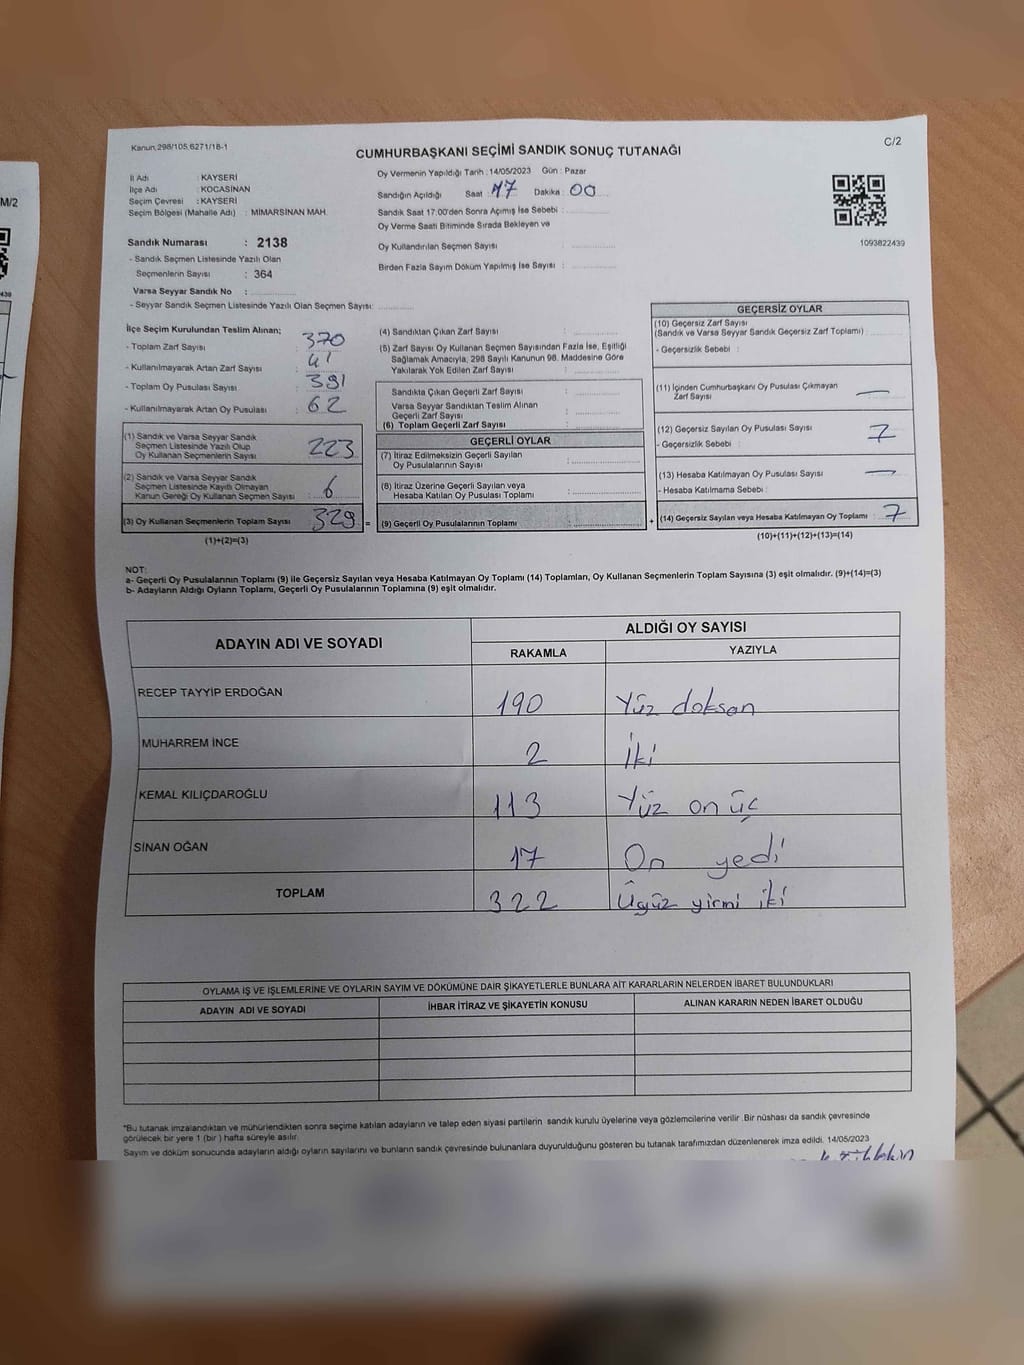 Kanun,298/105,6271/18-1
C/2
CUMHURBAŞKANI SEÇİMİ SANDIK SONUÇ TUTANAĞI
İl Adı : KAYSERİ
İlçe Adı : KOCASİNAN
Seçim Çevresi : KAYSERİ
Seçim Bölgesi (Mahalle Adı) : MİMARSİNAN MAH.
Oy Vermenin Yapıldığı Tarih : 14/05/2023 Gün : Pazar
Sandığın Açıldığı Saat : 17 Dakika : 00
Sandık Saat 17.00'den Sonra Açımış İse Sebebi :
Oy Verme Saati Bitiminde Sırada Bekleyen ve
Oy Kullandırılan Seçmen Sayısı :
Birden Fazla Sayım Döküm Yapılmış İse Sayısı :
1093822439
Sandık Numarası : 2138
- Sandık Seçmen Listesinde Yazılı Olan
Seçmenlerin Sayısı : 364
Varsa Seyyar Sandık No :
- Seyyar Sandık Seçmen Listesinde Yazılı Olan Seçmen Sayısı:
İlçe Seçim Kurulundan Teslim Alınan;
- Toplam Zarf Sayısı : 370
- Kullanılmayarak Artan Zarf Sayısı : 41
- Toplam Oy Pusulası Sayısı : 391
- Kullanılmayarak Artan Oy Pusulası : 62
(1) Sandık ve Varsa Seyyar Sandık
Seçmen Listesinde Yazılı Olup
Oy Kullanan Seçmenlerin Sayısı : 223
(2) Sandık ve Varsa Seyyar Sandık
Seçmen Listesinde Kayıtlı Olmayan
Kanun Gereği Oy Kullanan Seçmen Sayısı : 6
(3) Oy Kullanan Seçmenlerin Toplam Sayısı : 329 =
(1)+(2)=(3)
(4) Sandıktan Çıkan Zarf Sayısı :
(5) Zarf Sayısı Oy Kullanan Seçmen Sayısından Fazla İse, Eşitliği
Sağlamak Amacıyla, 298 Sayılı Kanunun 98. Maddesine Göre
Yakılarak Yok Edilen Zarf Sayısı :
Sandıkta Çıkan Geçerli Zarf Sayısı :
Varsa Seyyar Sandıktan Teslim Alınan
Geçerli Zarf Sayısı :
(6) Toplam Geçerli Zarf Sayısı :
GEÇERLİ OYLAR
(7) İtiraz Edilmeksizin Geçerli Sayılan
Oy Pusulalarının Sayısı :
(8) İtiraz Üzerine Geçerli Sayılan veya
Hesaba Katılan Oy Pusulası Toplamı :
(9) Geçerli Oy Pusulalarının Toplamı : +
GEÇERSİZ OYLAR
(10) Geçersiz Zarf Sayısı
(Sandık ve Varsa Seyyar Sandık Geçersiz Zarf Toplamı) :
- Geçersizlik Sebebi :
(11) İçinden Cumhurbaşkanı Oy Pusulası Çıkmayan
Zarf Sayısı : —
(12) Geçersiz Sayılan Oy Pusulası Sayısı : 7
- Geçersizlik Sebebi :
(13) Hesaba Katılmayan Oy Pusulası Sayısı : —
- Hesaba Katılmama Sebebi :
(14) Geçersiz Sayılan veya Hesaba Katılmayan Oy Toplamı : 7
(10)+(11)+(12)+(13)=(14)
NOT:
a- Geçerli Oy Pusulalarının Toplamı (9) ile Geçersiz Sayılan veya Hesaba Katılmayan Oy Toplamı (14) Toplamları, Oy Kullanan Seçmenlerin Toplam Sayısına (3) eşit olmalıdır. (9)+(14)=(3)
b- Adayların Aldığı Oyların Toplamı, Geçerli Oy Pusulalarının Toplamına (9) eşit olmalıdır.
ADAYIN ADI VE SOYADI
ALDIĞI OY SAYISI
RAKAMLA YAZIYLA
RECEP TAYYİP ERDOĞAN 190 Yüz doksan
MUHARREM İNCE 2 İki
KEMAL KILIÇDAROĞLU 113 Yüz on üç
SİNAN OĞAN 17 On yedi
TOPLAM 322 Üçyüz yirmi iki
OYLAMA İŞ VE İŞLEMLERİNE VE OYLARIN SAYIM VE DÖKÜMÜNE DAİR ŞİKAYETLERLE BUNLARA AİT KARARLARIN NELERDEN İBARET BULUNDUKLARI
ADAYIN ADI VE SOYADI İHBAR İTİRAZ VE ŞİKAYETİN KONUSU ALINAN KARARIN NEDEN İBARET OLDUĞU
*Bu tutanak imzalandıktan ve mühürlendikten sonra seçime katılan adayların ve talep eden siyasi partilerin sandık kurulu üyelerine veya gözlemcilerine verilir .Bir nüshası da sandık çevresinde
görülecek bir yere 1 (bir ) hafta süreyle asılır.
Sayım ve döküm sonucunda adayların aldığı oyların sayılarını ve bunların sandık çevresinde bulunanlara duyurulduğunu gösteren bu tutanak tarafımızdan düzenlenerek imza edildi. 14/05/2023
M/2